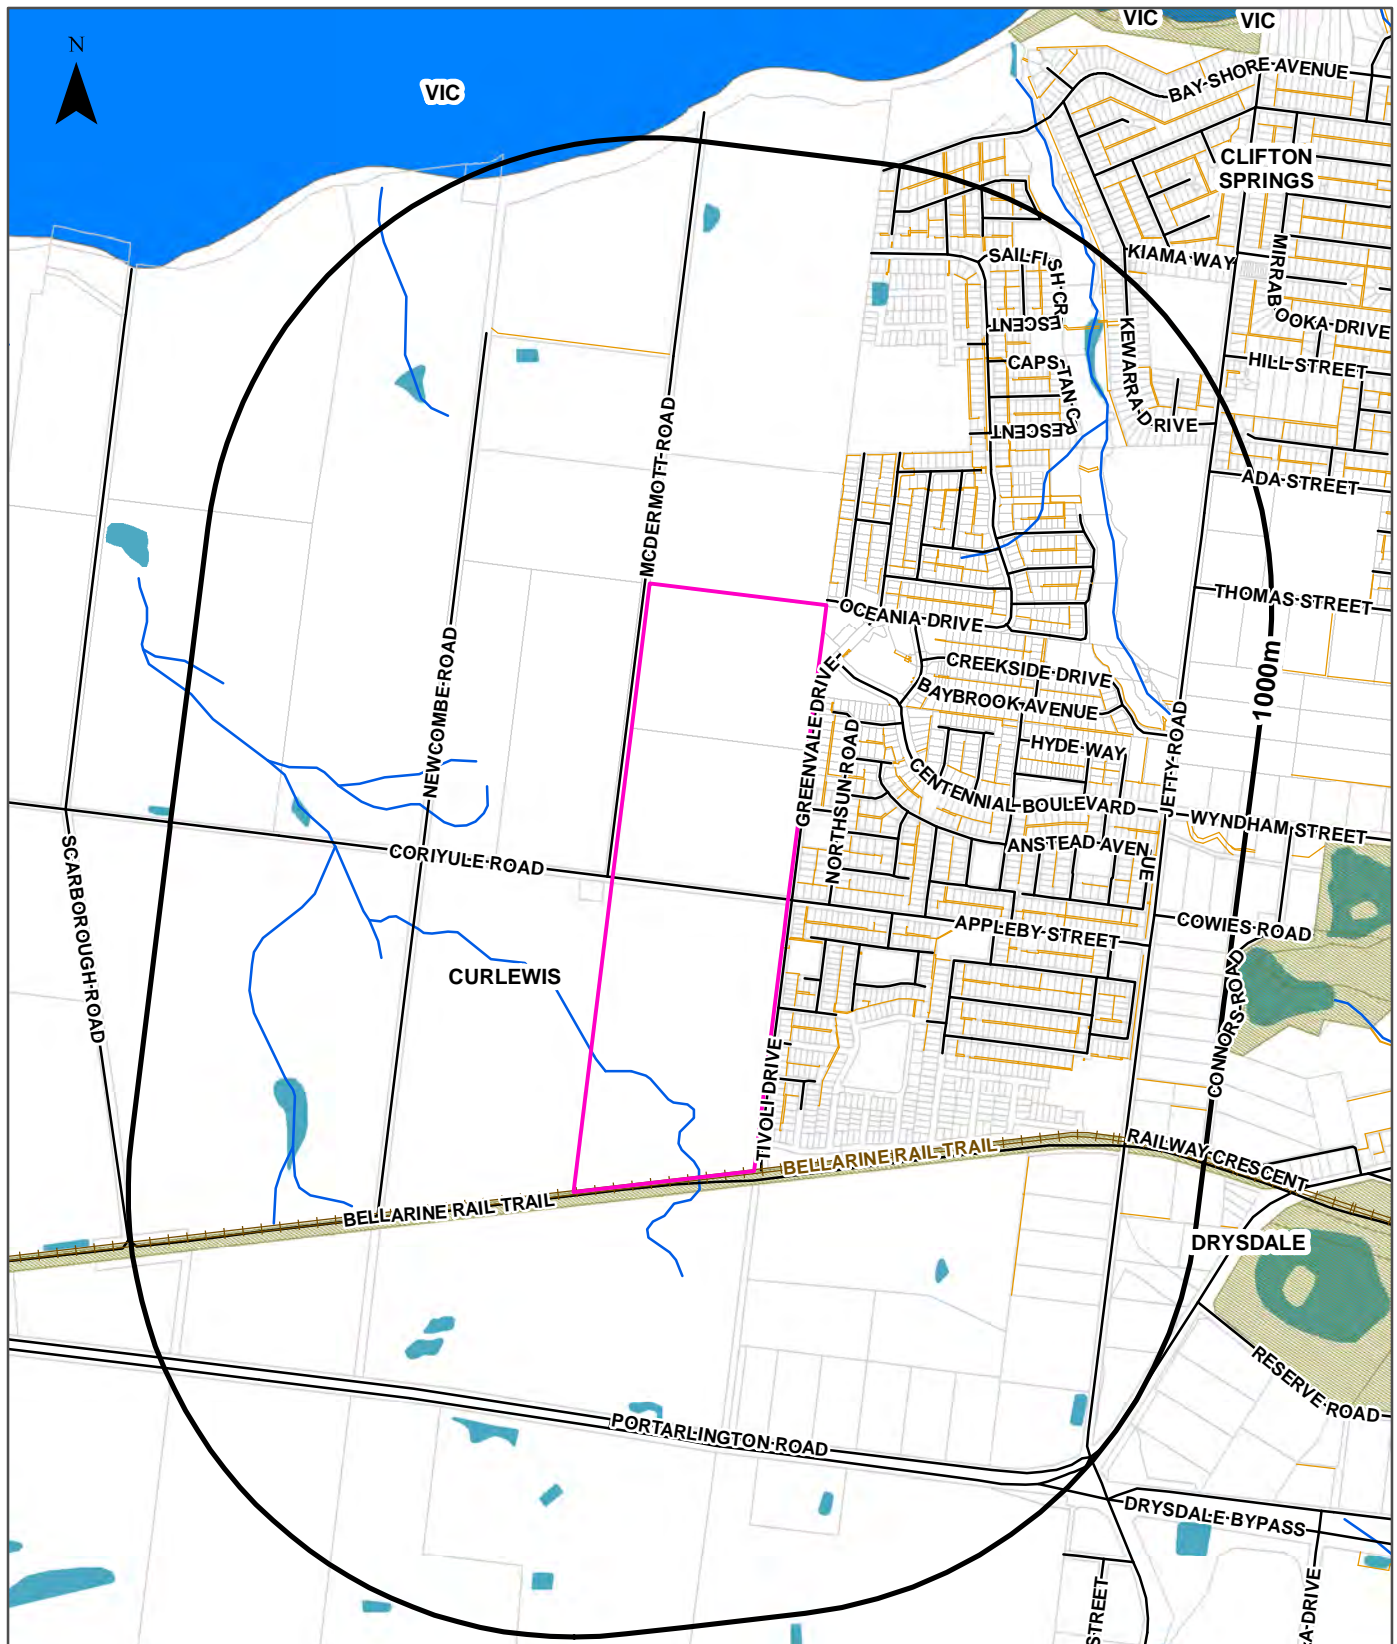 VIC
VIC
N
VIC
BAY-SHORE-AVENUE
CLIFTON
SPRINGS
KIAMA WAY
SAILFISH CRESCENT
MIRRABOOKA-DRIVE
KEWARRA DRIVE
HILL-STREET
CAPSTAN CRESCENT
MCDERMOTT-ROAD
ADA-STREET
THOMAS-STREET
OCEANIA-DRIVE
NEWCOMBE-ROAD
CREEKSIDE-DRIVE
1000m
GREENVALE-DRIVE
BAYBROOK-AVENUE
JETTY-ROAD
NORTHSUN-ROAD
HYDE-WAY
CENTENNIAL-BOULEVARD
WYNDHAM-STREET
SCARBOROUGH-ROAD
CORIYULE-ROAD
ANSTEAD-AVENUE
APPLEBY-STREET
COWIES-ROAD
CURLEWIS
CONNORS-ROAD
TIVOLI-DRIVE
BELLARINE RAIL TRAIL
RAILWAY-CRESCENT
BELLARINE RAIL TRAIL
DRYSDALE
RESERVE-ROAD
PORTARLINGTON-ROAD
DRYSDALE-BYPASS
STREET
A-DRIVE